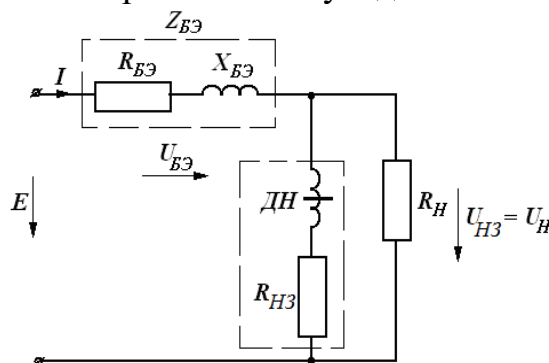 Z_БЭ
I
R_БЭ
X_БЭ
U_БЭ
E
ДН
R_Н
U_НЗ = U_Н
R_НЗ